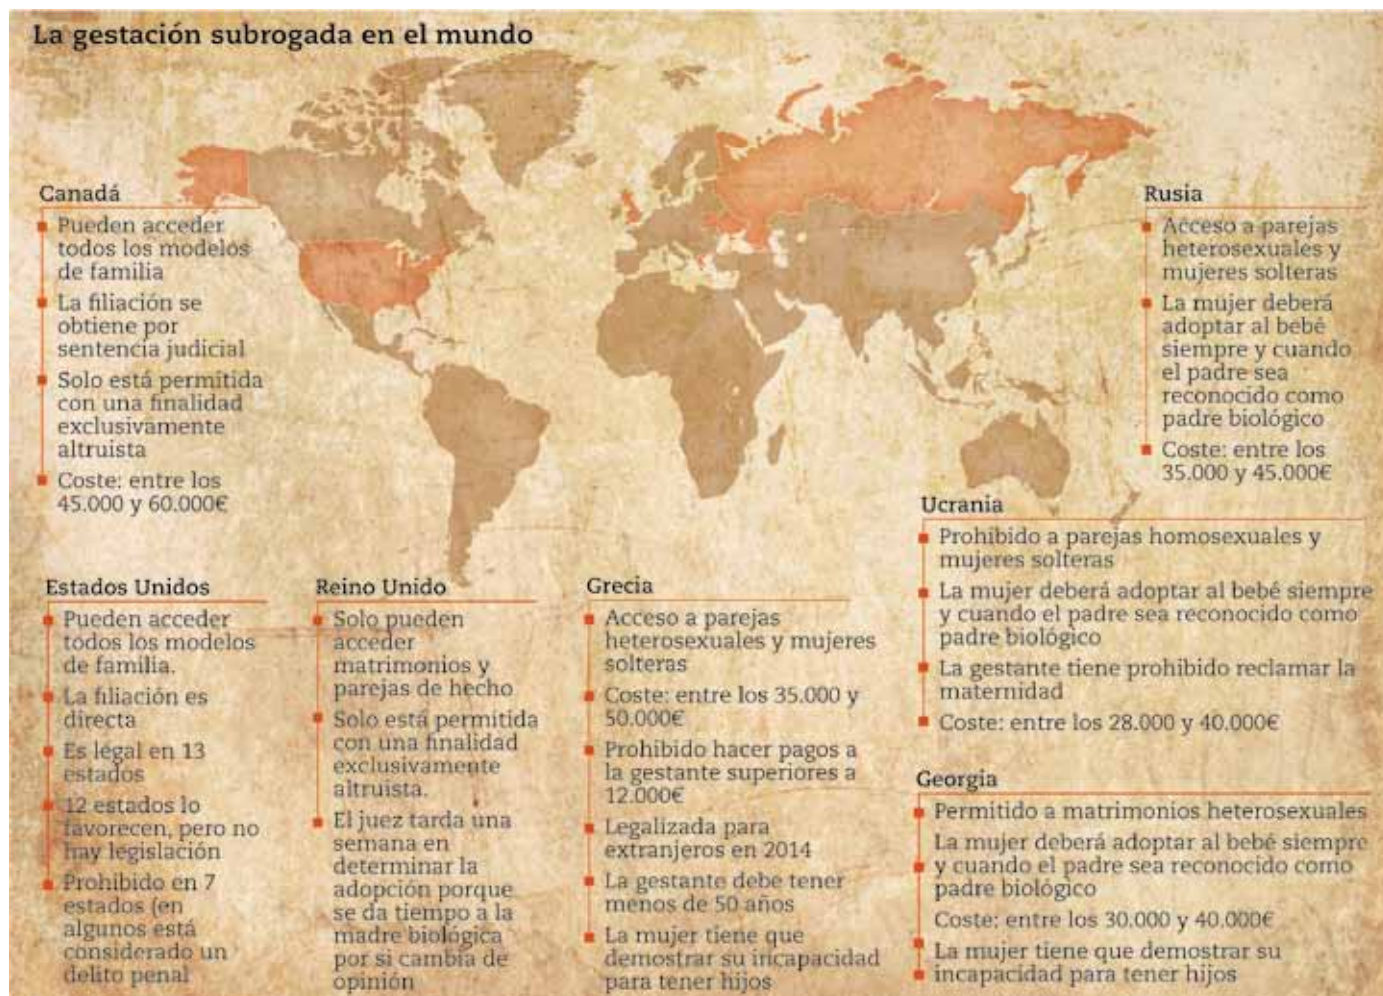 La gestación subrogada en el mundo
Canadá
Pueden acceder
todos los modelos
de familia
La filiación se
obtiene por
sentencia judicial
Solo está permitida
con una finalidad
exclusivamente
altruista
Coste: entre los
45.000 y 60.000€
Rusia
Acceso a parejas
heterosexuales y
mujeres solteras
La mujer deberá
adoptar al bebé
siempre y cuando
el padre sea
reconocido como
padre biológico
Coste: entre los
35.000 y 45.000€
Estados Unidos
Pueden acceder
todos los modelos
de familia.
La filiación es
directa
Es legal en 13
estados
12 estados lo
favorecen, pero no
hay legislación
Prohibido en 7
estados (en
algunos está
considerado un
delito penal
Reino Unido
Solo pueden
acceder
matrimonios y
parejas de hecho
Solo está permitida
con una finalidad
exclusivamente
altruista.
El juez tarda una
semana en
determinar la
adopción porque
se da tiempo a la
madre biológica
por si cambia de
opinión
Grecia
Acceso a parejas
heterosexuales y mujeres
solteras
Coste: entre los 35.000 y
50.000€
Prohibido hacer pagos a
la gestante superiores a
12.000€
Legalizada para
extranjeros en 2014
La gestante debe tener
menos de 50 años
La mujer tiene que
demostrar su incapacidad
para tener hijos
Ucrania
Prohibido a parejas homosexuales y
mujeres solteras
La mujer deberá adoptar al bebé siempre
y cuando el padre sea reconocido como
padre biológico
La gestante tiene prohibido reclamar la
maternidad
Coste: entre los 28.000 y 40.000€
Georgia
Permitido a matrimonios heterosexuales
La mujer deberá adoptar al bebé siempre
y cuando el padre sea reconocido como
padre biológico
Coste: entre los 30.000 y 40.000€
La mujer tiene que demostrar su
incapacidad para tener hijos